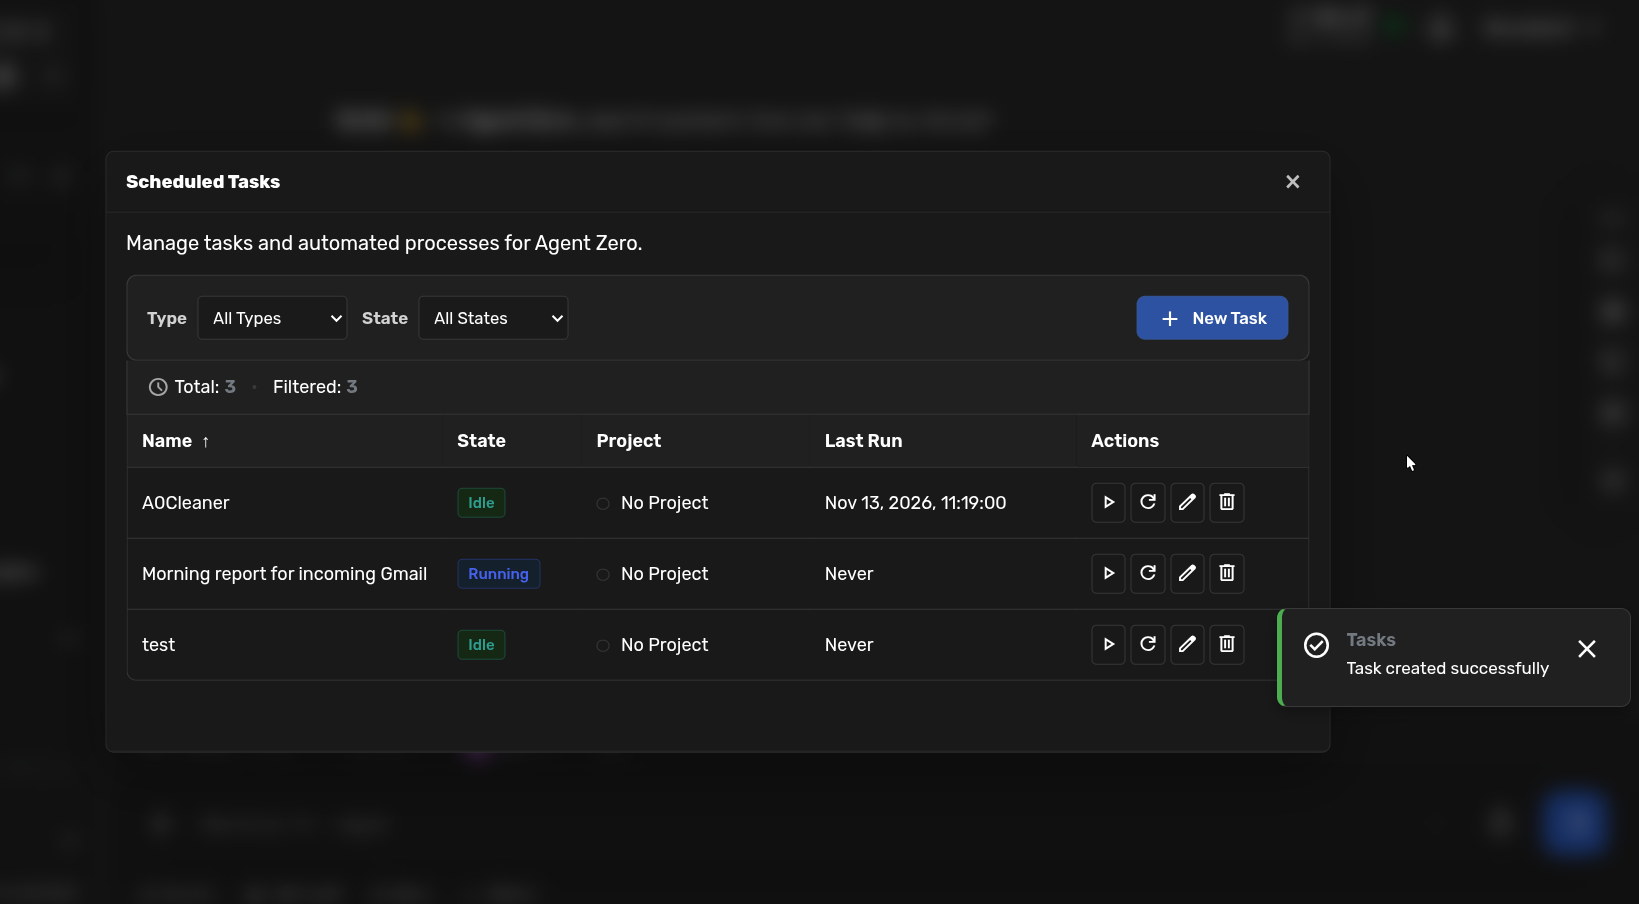 Scheduled Tasks
Manage tasks and automated processes for Agent Zero.
Type All Types State All States New Task
Total: 3 · Filtered: 3
Name ↑ State Project Last Run Actions
A0Cleaner Idle No Project Nov 13, 2026, 11:19:00
Morning report for incoming Gmail Running No Project Never
test Idle No Project Never
Tasks
Task created successfully